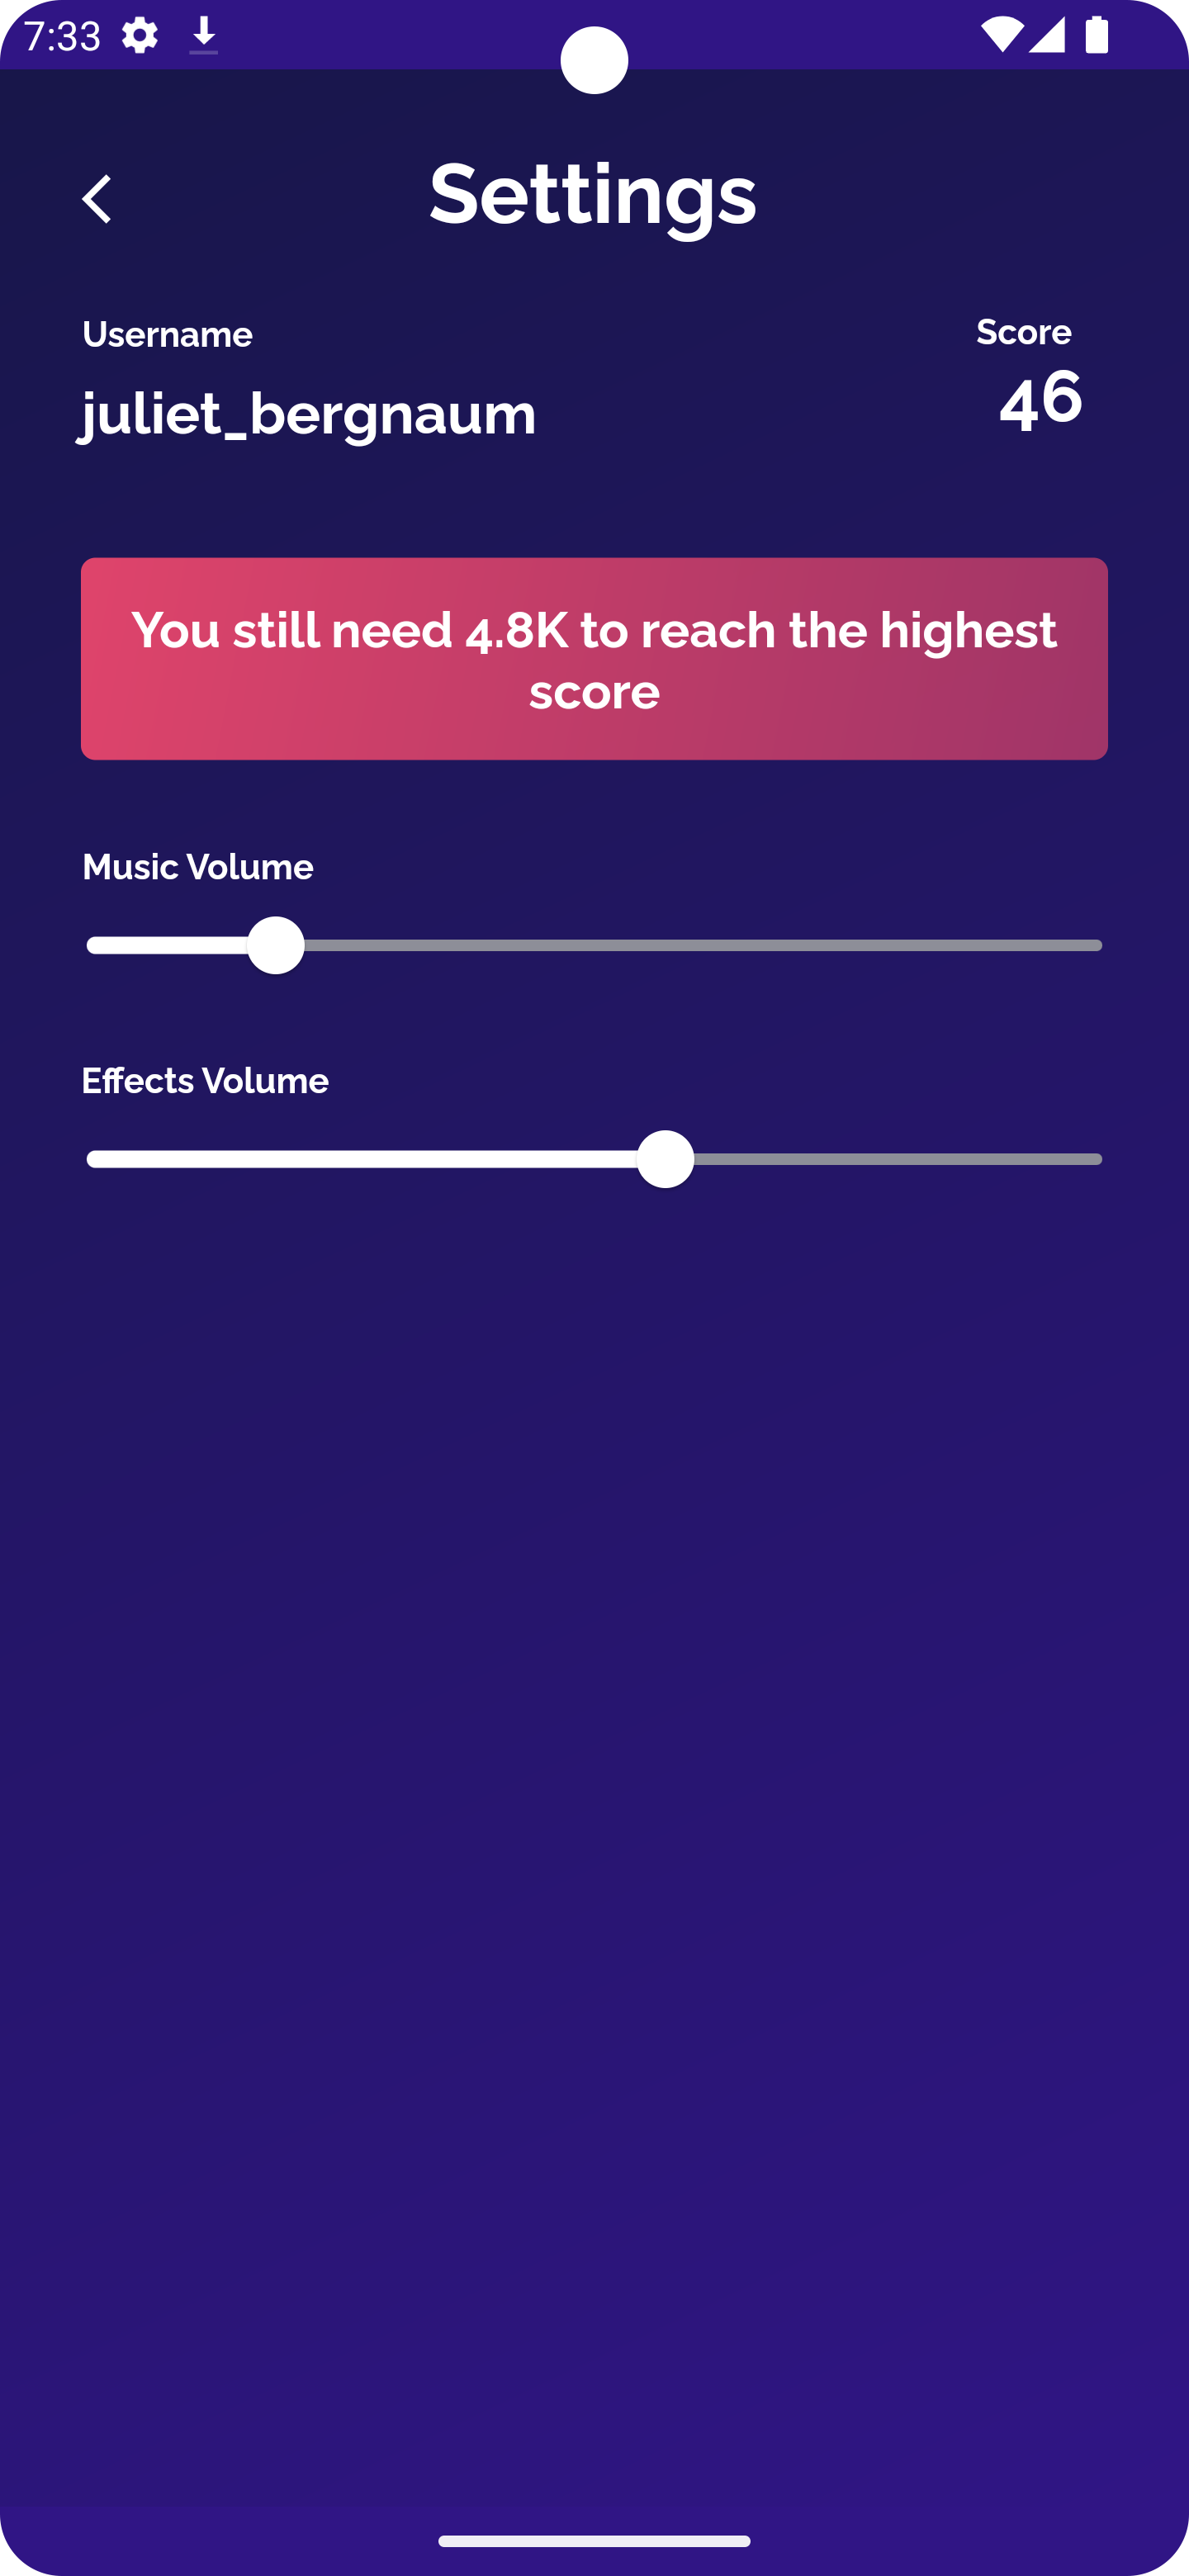 7:33
Settings
Username
Score
juliet_bergnaum
46
You still need 4.8K to reach the highest
score
Music Volume
Effects Volume